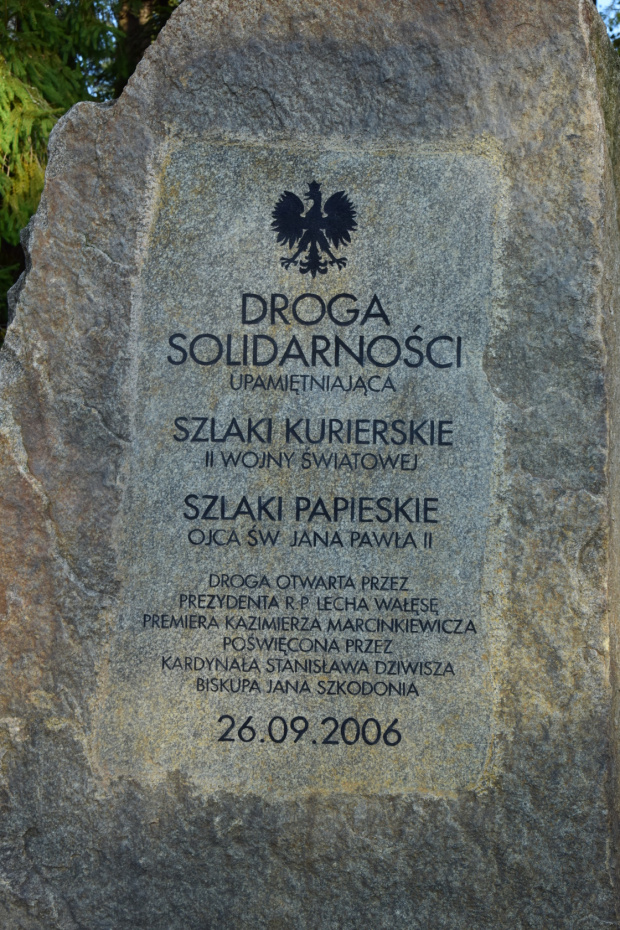 DROGA
SOLIDARNOŚCI
UPAMIĘTNIAJĄCA
SZLAKI KURIERSKIE
II WOJNY ŚWIATOWEJ
SZLAKI PAPIESKIE
OJCA ŚW JANA PAWŁA II
DROGA OTWARTA PRZEZ
PREZYDENTA R.P. LECHA WAŁĘSĘ
PREMIERA KAZIMIERZA MARCINKIEWICZA
POŚWIĘCONA PRZEZ
KARDYNAŁA STANISŁAWA DZIWISZA
BISKUPA JANA SZKODONIA
26.09.2006